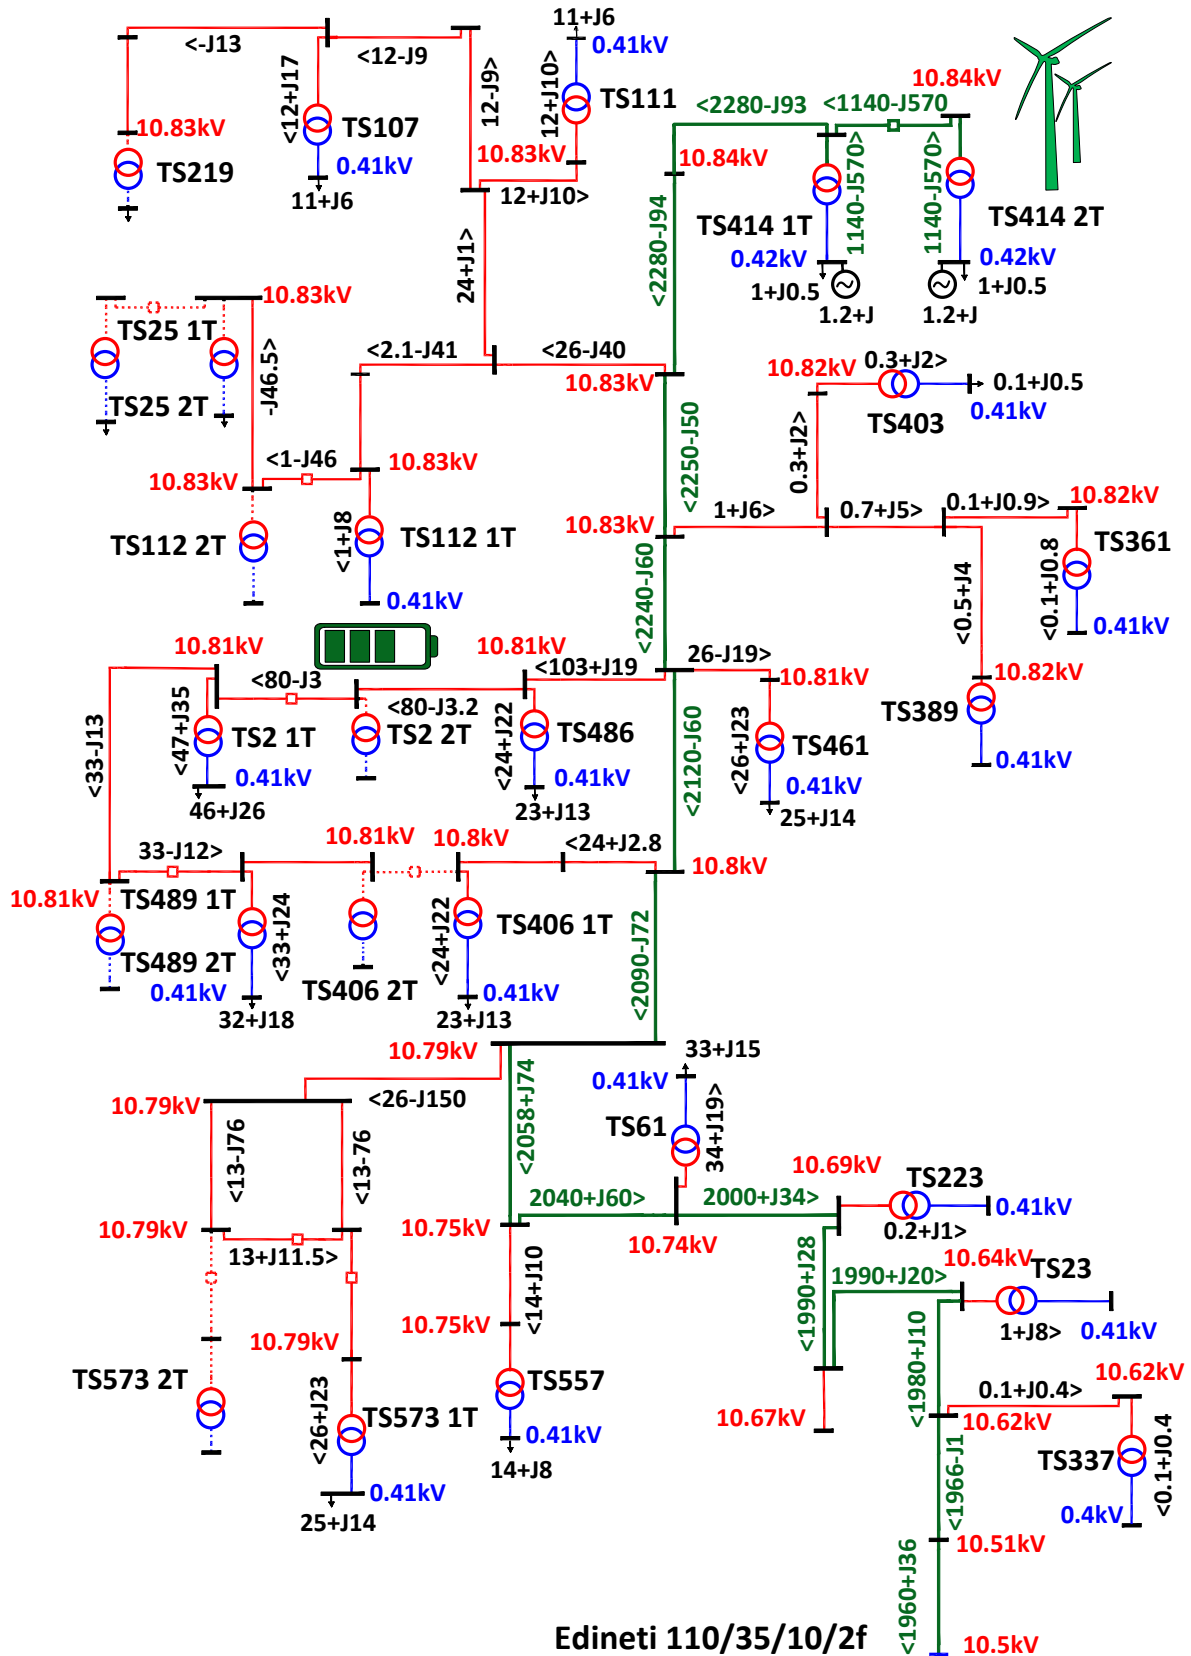 11+J6
<-J13
<12-J9
0.41kV
<12+J17
12-J9>
12+J10>
TS111
10.84kV
<2280-J93
<1140-J570
10.83kV
TS107
10.83kV
10.84kV
TS219
0.41kV
11+J6
12+J10>
1140-J570>
1140-J570>
TS414 1T
TS414 2T
<2280-J94
24+J1>
0.42kV
0.42kV
1+J0.5
1+J0.5
1.2+J
1.2+J
10.83kV
TS25 1T
-J46.5>
TS25 2T
<2.1-J41
<26-J40
10.83kV
10.82kV
0.3+J2>
0.1+J0.5
0.41kV
TS403
<2250-J50
0.3+J2>
<1-J46
10.83kV
10.83kV
10.83kV
1+J6>
0.7+J5>
0.1+J0.9>
10.82kV
TS112 2T
<1+J8
TS112 1T
TS361
<0.1+J0.8
0.41kV
<2240-J60
<0.5+J4
0.41kV
10.81kV
10.81kV
<103+J19
26-J19>
<80-J3
<80-J3.2
10.81kV
10.82kV
<33-J13
<47+J35
TS2 1T
TS2 2T
<24+J22
TS486
<2120-J60
<26+J23
TS461
TS389
0.41kV
0.41kV
0.41kV
0.41kV
46+J26
23+J13
25+J14
10.81kV
10.8kV
<24+J2.8
33-J12>
10.8kV
10.81kV
TS489 1T
<33+J24
<24+J22
TS406 1T
TS489 2T
0.41kV
TS406 2T
0.41kV
32+J18
23+J13
<2090-J72
10.79kV
33+J15
0.41kV
<26-J150
10.79kV
<2058+J74
TS61
34+J19>
<13-J76
<13-76
10.69kV
TS223
2040+J60>
2000+J34>
0.41kV
10.79kV
10.75kV
10.74kV
0.2+J1>
13+J11.5>
<14+J10
<1990+J28
10.64kV
TS23
1990+J20>
10.75kV
1+J8>
0.41kV
10.79kV
<1980+J10
TS573 2T
TS557
10.62kV
0.1+J0.4>
<26+J23
TS573 1T
10.67kV
10.62kV
0.41kV
<1966-J1
TS337
<0.1+J0.4
14+J8
0.41kV
0.4kV
25+J14
10.51kV
<1960+J36
Edineti 110/35/10/2f
10.5kV